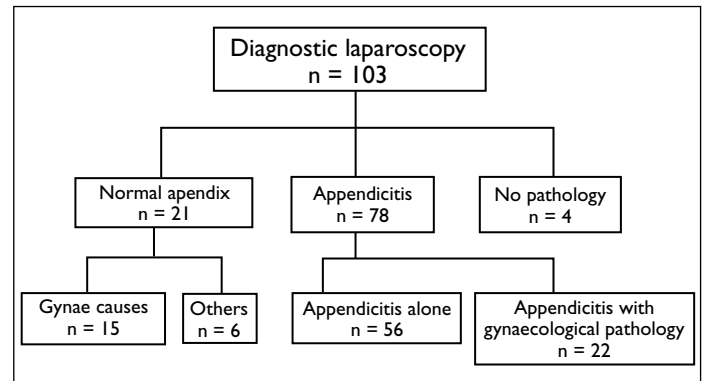 Diagnostic laparoscopy
n = 103
Normal apendix
n = 21
Appendicitis
n = 78
No pathology
n = 4
Gynae causes
n = 15
Others
n = 6
Appendicitis alone
n = 56
Appendicitis with
gynaecological pathology
n = 22